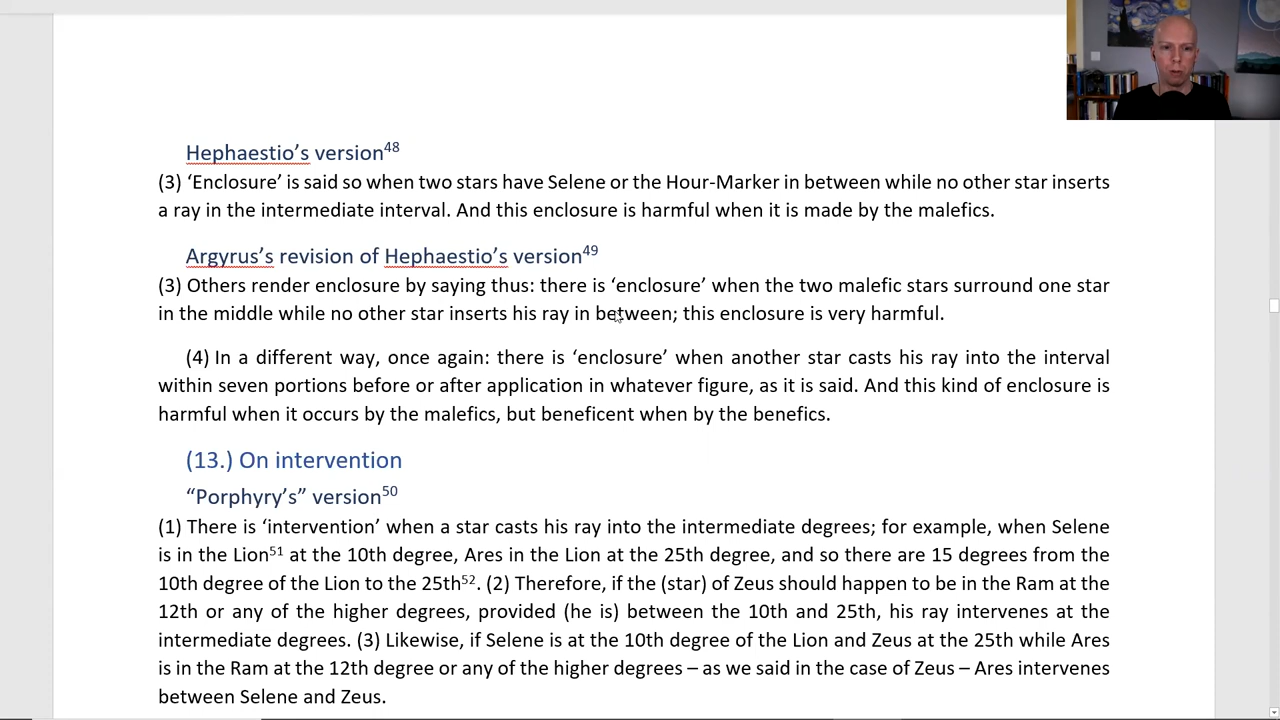 Hephaestio’s version48
(3) ‘Enclosure’ is said so when two stars have Selene or the Hour-Marker in between while no other star inserts
a ray in the intermediate interval. And this enclosure is harmful when it is made by the malefics.
Argyrus’s revision of Hephaestio’s version49
(3) Others render enclosure by saying thus: there is ‘enclosure’ when the two malefic stars surround one star
in the middle while no other star inserts his ray in between; this enclosure is very harmful.
(4) In a different way, once again: there is ‘enclosure’ when another star casts his ray into the interval
within seven portions before or after application in whatever figure, as it is said. And this kind of enclosure is
harmful when it occurs by the malefics, but beneficent when by the benefics.
(13.) On intervention
“Porphyry’s” version50
(1) There is ‘intervention’ when a star casts his ray into the intermediate degrees; for example, when Selene
is in the Lion51 at the 10th degree, Ares in the Lion at the 25th degree, and so there are 15 degrees from the
10th degree of the Lion to the 25th52. (2) Therefore, if the (star) of Zeus should happen to be in the Ram at the
12th or any of the higher degrees, provided (he is) between the 10th and 25th, his ray intervenes at the
intermediate degrees. (3) Likewise, if Selene is at the 10th degree of the Lion and Zeus at the 25th while Ares
is in the Ram at the 12th degree or any of the higher degrees – as we said in the case of Zeus – Ares intervenes
between Selene and Zeus.